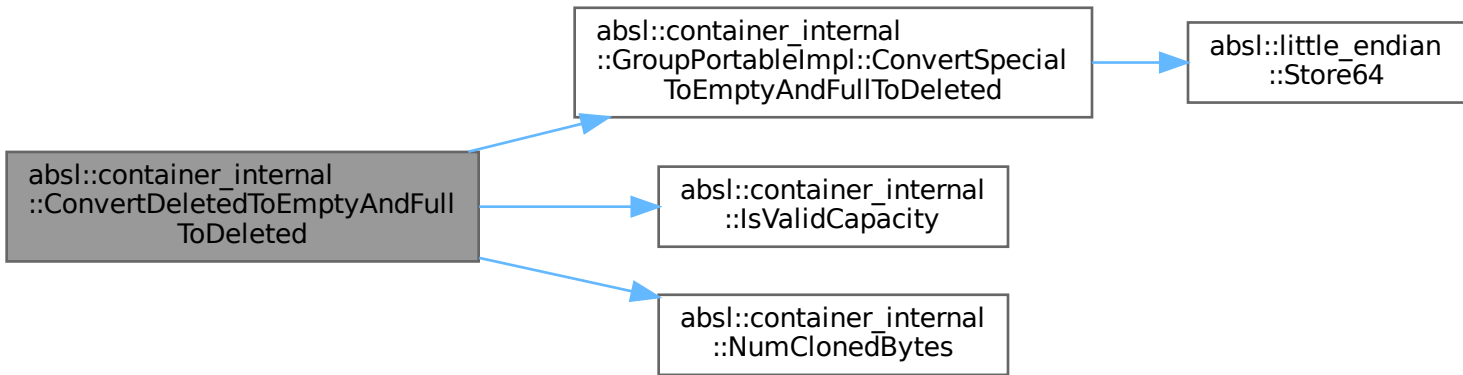 absl::container_internal
::ConvertDeletedToEmptyAndFull
ToDeleted
absl::container_internal
::GroupPortableImpl::ConvertSpecial
ToEmptyAndFullToDeleted
absl::little_endian
::Store64
absl::container_internal
::IsValidCapacity
absl::container_internal
::NumClonedBytes